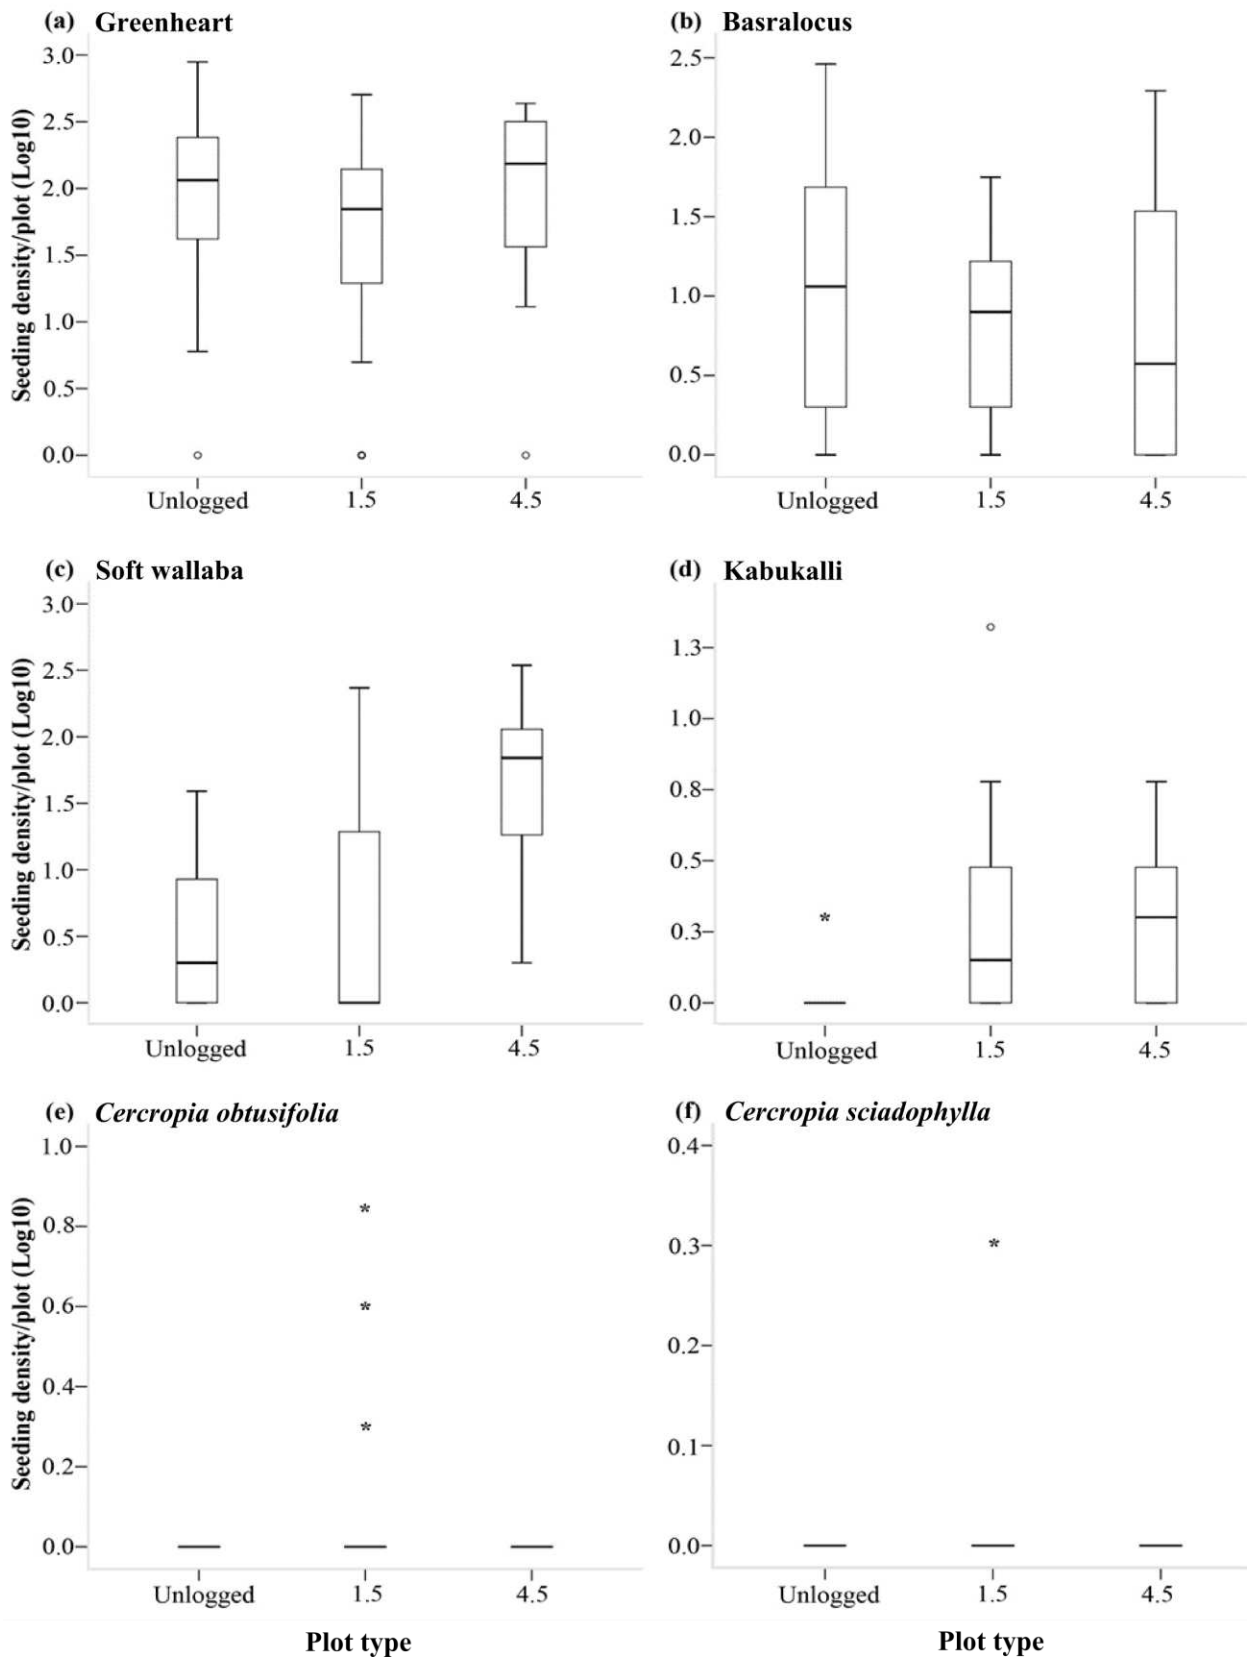 (a) Greenheart
Seeding density/plot (Log10)
3.0
2.5
2.0
1.5
1.0
0.5
0.0
Unlogged 1.5 4.5
(b) Basralocus
2.5
2.0
1.5
1.0
0.5
0.0
Unlogged 1.5 4.5
(c) Soft wallaba
Seeding density/plot (Log10)
3.0
2.5
2.0
1.5
1.0
0.5
0.0
Unlogged 1.5 4.5
(d) Kabukalli
1.3
1.0
0.8
0.5
0.3
0.0
Unlogged 1.5 4.5
(e) Cercropia obtusifolia
Seeding density/plot (Log10)
1.0
0.8
0.6
0.4
0.2
0.0
Unlogged 1.5 4.5
Plot type
(f) Cercropia sciadophylla
0.4
0.3
0.2
0.1
0.0
Unlogged 1.5 4.5
Plot type